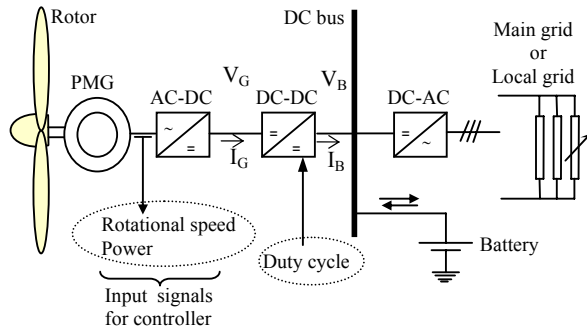 Rotor
DC bus
Main grid
or
Local grid
PMG
AC-DC
V_G
DC-DC
V_B
DC-AC
~
=
=
=
=
~
I_G
I_B
Rotational speed
Power
Duty cycle
Battery
Input signals
for controller